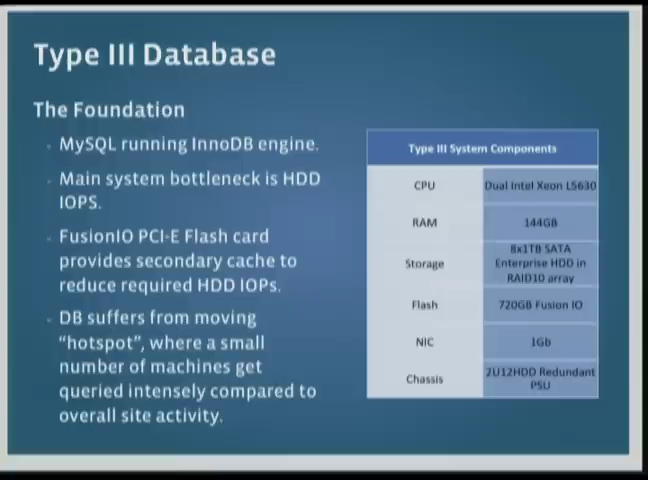 Type III Database
The Foundation
MySQL running InnoDB engine.
Main system bottleneck is HDD
IOPS.
FusionIO PCI-E Flash card
provides secondary cache to
reduce required HDD IOPs.
DB suffers from moving
"hotspot", where a small
number of machines get
queried intensely compared to
overall site activity.
Type III System Components
CPU Dual Intel Xeon L5630
RAM 144GB
Storage 8x1TB SATA
Enterprise HDD in
RAID10 array
Flash 720GB Fusion IO
NIC 1Gb
Chassis 2U12HDD Redundant
PSU